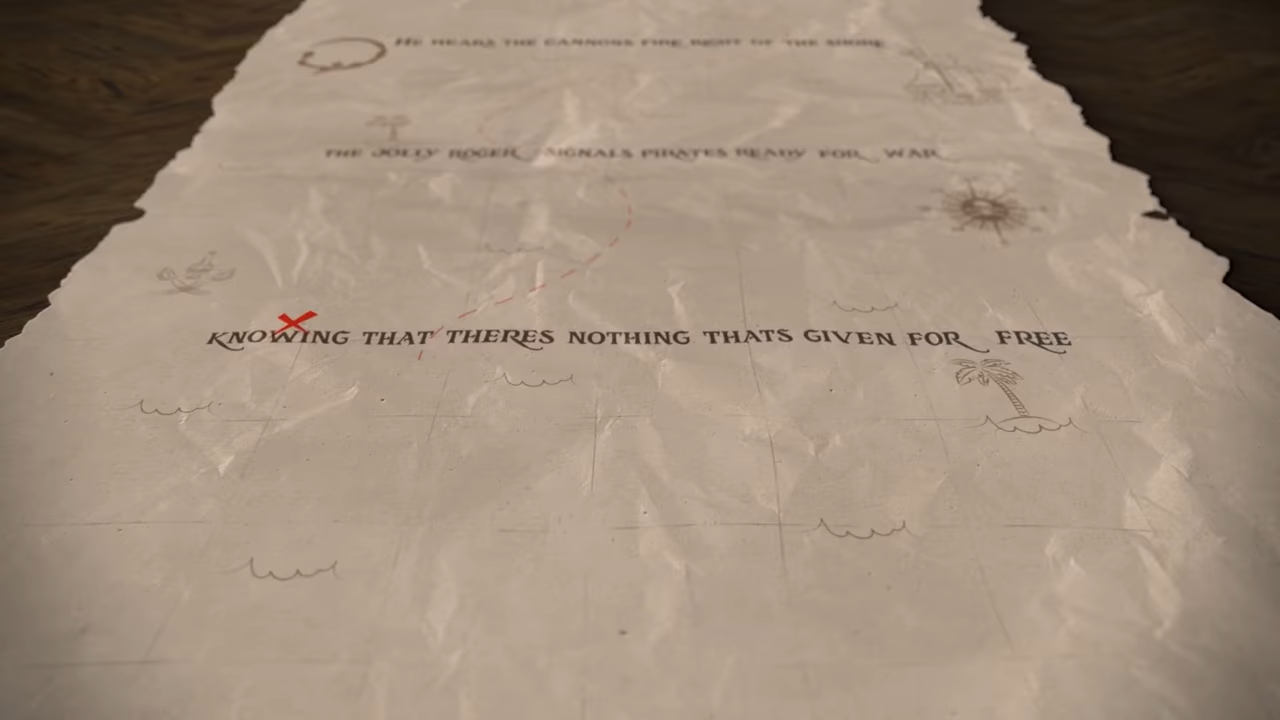 He hears the cannons fire right off the shore
The Jolly Roger signals pirates ready for war
Knowing that theres nothing thats given for free